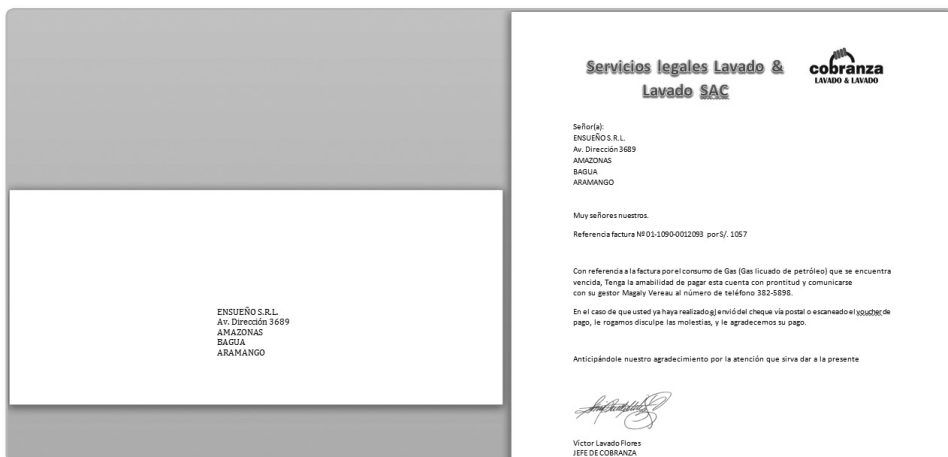 ENSUEÑO S.R.L.
Av. Dirección 3689
AMAZONAS
BAGUA
ARAMANGO
Servicios legales Lavado &
Lavado SAC
cobranza
LAVADO & LAVADO
Señor(a):
ENSUEÑO S.R.L.
Av. Dirección 3689
AMAZONAS
BAGUA
ARAMANGO
Muy señores nuestros.
Referencia factura Nº 01-1090-0012093 por S/. 1057
Con referencia a la factura por el consumo de Gas (Gas licuado de petróleo) que se encuentra
vencida, Tenga la amabilidad de pagar esta cuenta con prontitud y comunicarse
con su gestor Magaly Vereau al número de teléfono 382-5898.
En el caso de que usted ya haya realizado el envió del cheque vía postal o escaneado el voucher de
pago, le rogamos disculpe las molestias, y le agradecemos su pago.
Anticipándole nuestro agradecimiento por la atención que sirva dar a la presente
Víctor Lavado Flores
JEFE DE COBRANZA